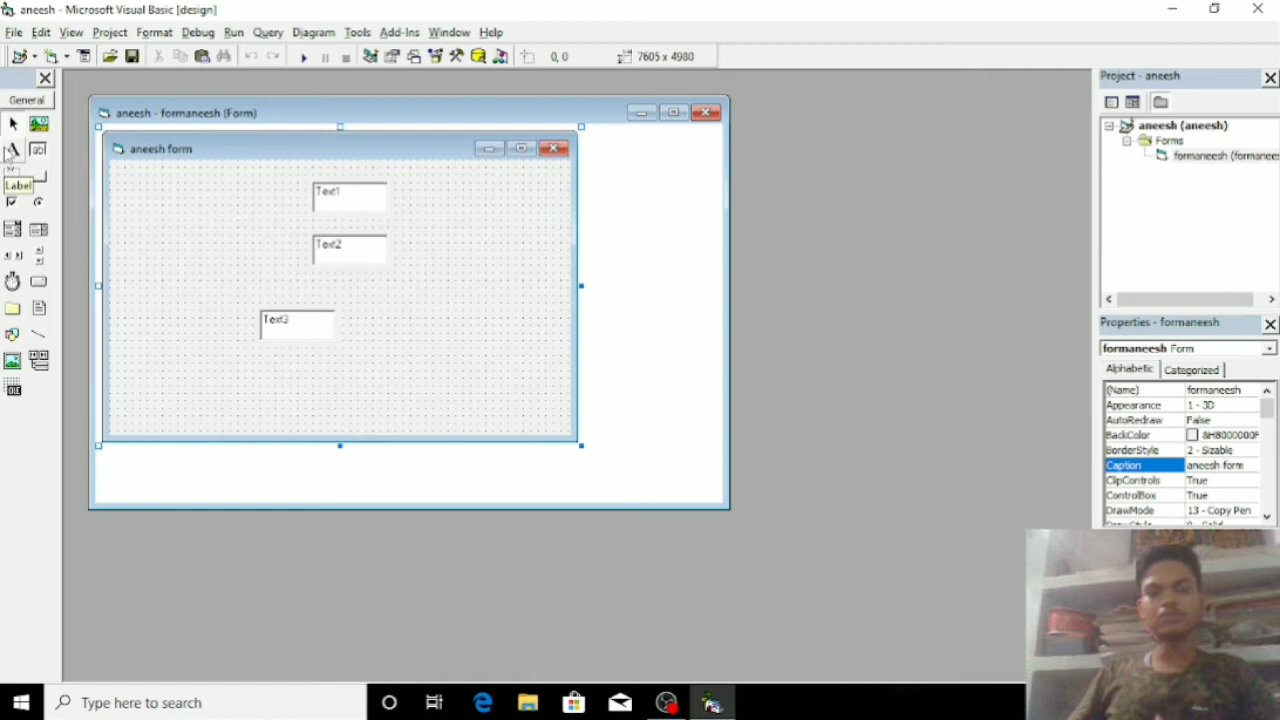 aneesh - Microsoft Visual Basic [design]
File Edit View Project Format Debug Run Query Diagram Tools Add-Ins Window Help
0, 0 7605 x 4980
General
Label
aneesh - formaneesh (Form)
aneesh form
Text1
Text2
Text3
Project - aneesh
aneesh (aneesh)
Forms
formaneesh (formanees
Properties - formaneesh
formaneesh Form
Alphabetic Categorized
(Name) formaneesh
Appearance 1 - 3D
AutoRedraw False
BackColor &H8000000F
BorderStyle 2 - Sizable
Caption aneesh form
ClipControls True
ControlBox True
DrawMode 13 - Copy Pen
Type here to search